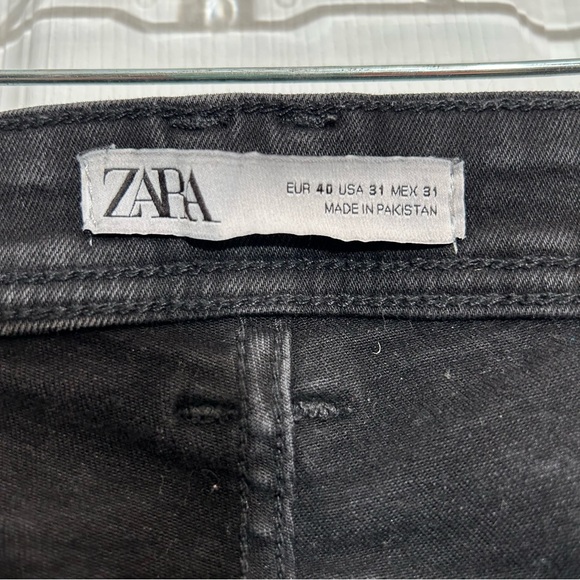 ZARA
EUR 40 USA 31 MEX 31
MADE IN PAKISTAN